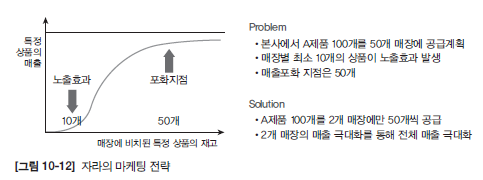 특정
상품의
매출
노출효과
포화지점
10개
50개
매장에 비치된 특정 상품의 재고
[그림 10-12] 자라의 마케팅 전략
Problem
• 본사에서 A제품 100개를 50개 매장에 공급계획
• 매장별 최소 10개의 상품이 노출효과 발생
• 매출포화 지점은 50개
Solution
• A제품 100개를 2개 매장에만 50개씩 공급
• 2개 매장의 매출 극대화를 통해 전체 매출 극대화